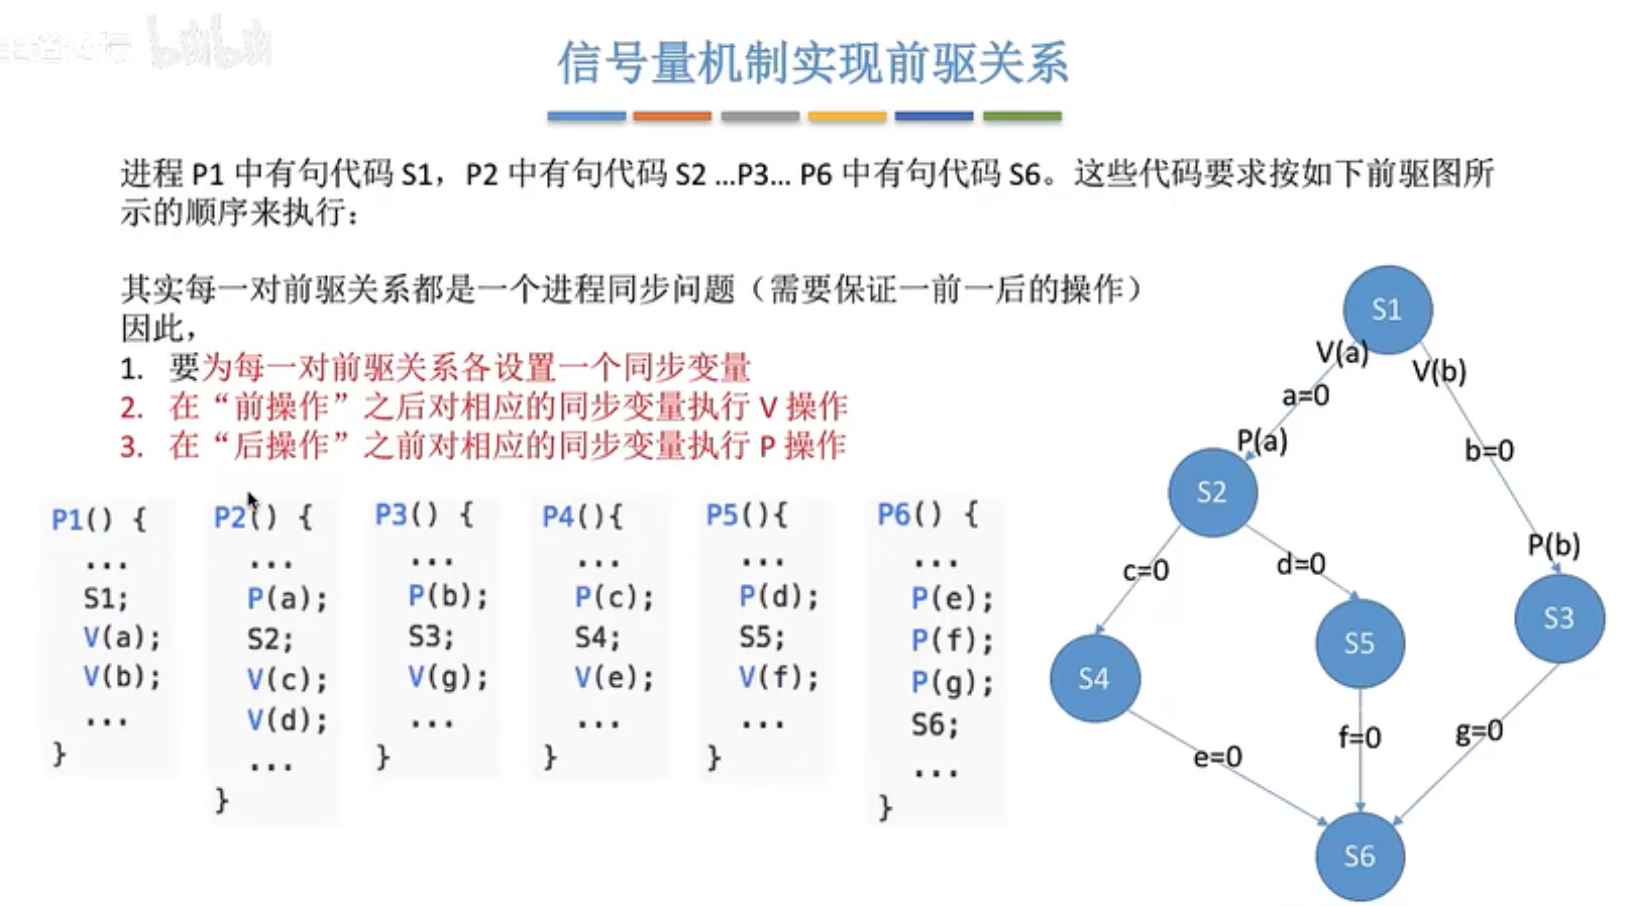 bilibili
信号量机制实现前驱关系
进程 P1 中有句代码 S1，P2 中有句代码 S2 ...P3... P6 中有句代码 S6。这些代码要求按如下前驱图所
示的顺序来执行：
其实每一对前驱关系都是一个进程同步问题（需要保证一前一后的操作）
因此，
1. 要为每一对前驱关系各设置一个同步变量
2. 在“前操作”之后对相应的同步变量执行 V 操作
3. 在“后操作”之前对相应的同步变量执行 P 操作
P1() {
...
S1;
V(a);
V(b);
...
}
P2() {
...
P(a);
S2;
V(c);
V(d);
...
}
P3() {
...
P(b);
S3;
V(g);
...
}
P4(){
...
P(c);
S4;
V(e);
...
}
P5(){
...
P(d);
S5;
V(f);
...
}
P6() {
...
P(e);
P(f);
P(g);
S6;
...
}
S1
V(a)
V(b)
a=0
P(a)
b=0
S2
P(b)
c=0
d=0
S3
S5
S4
f=0
g=0
e=0
S6